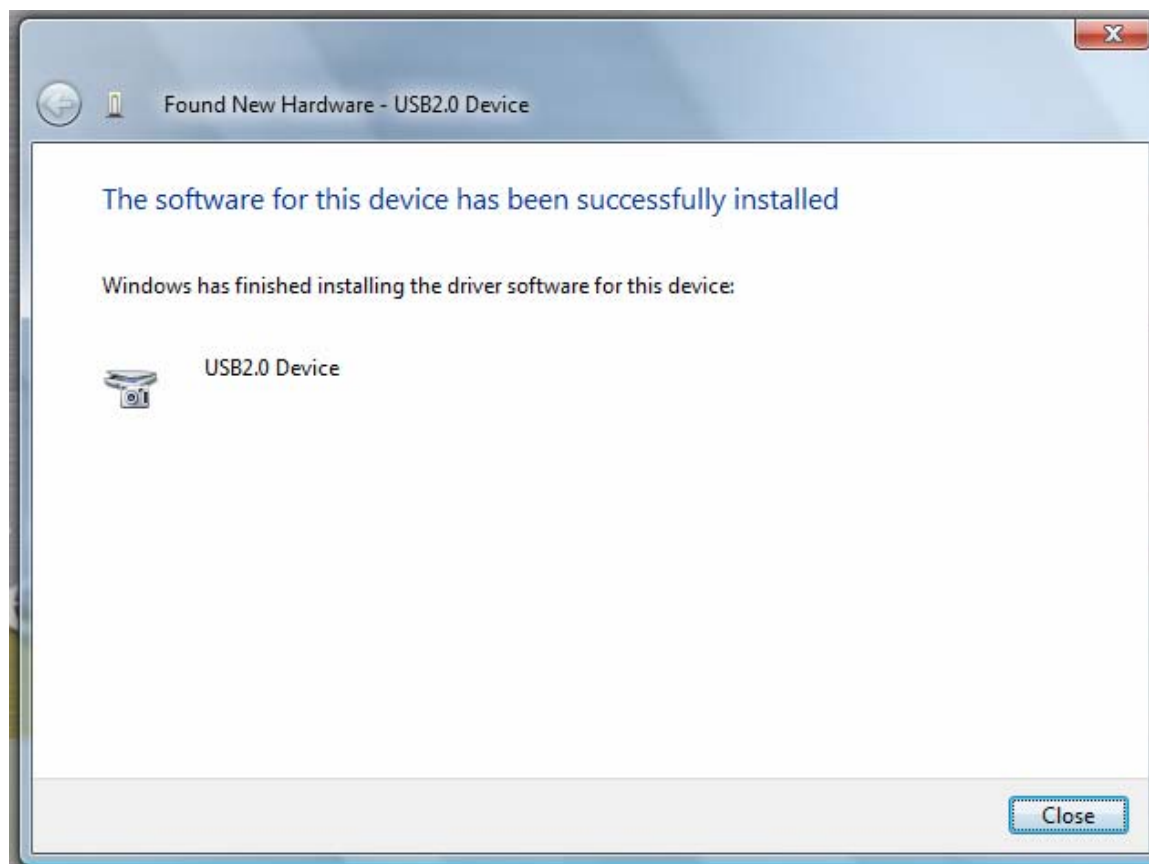 Found New Hardware - USB2.0 Device
The software for this device has been successfully installed
Windows has finished installing the driver software for this device:
USB2.0 Device
Close